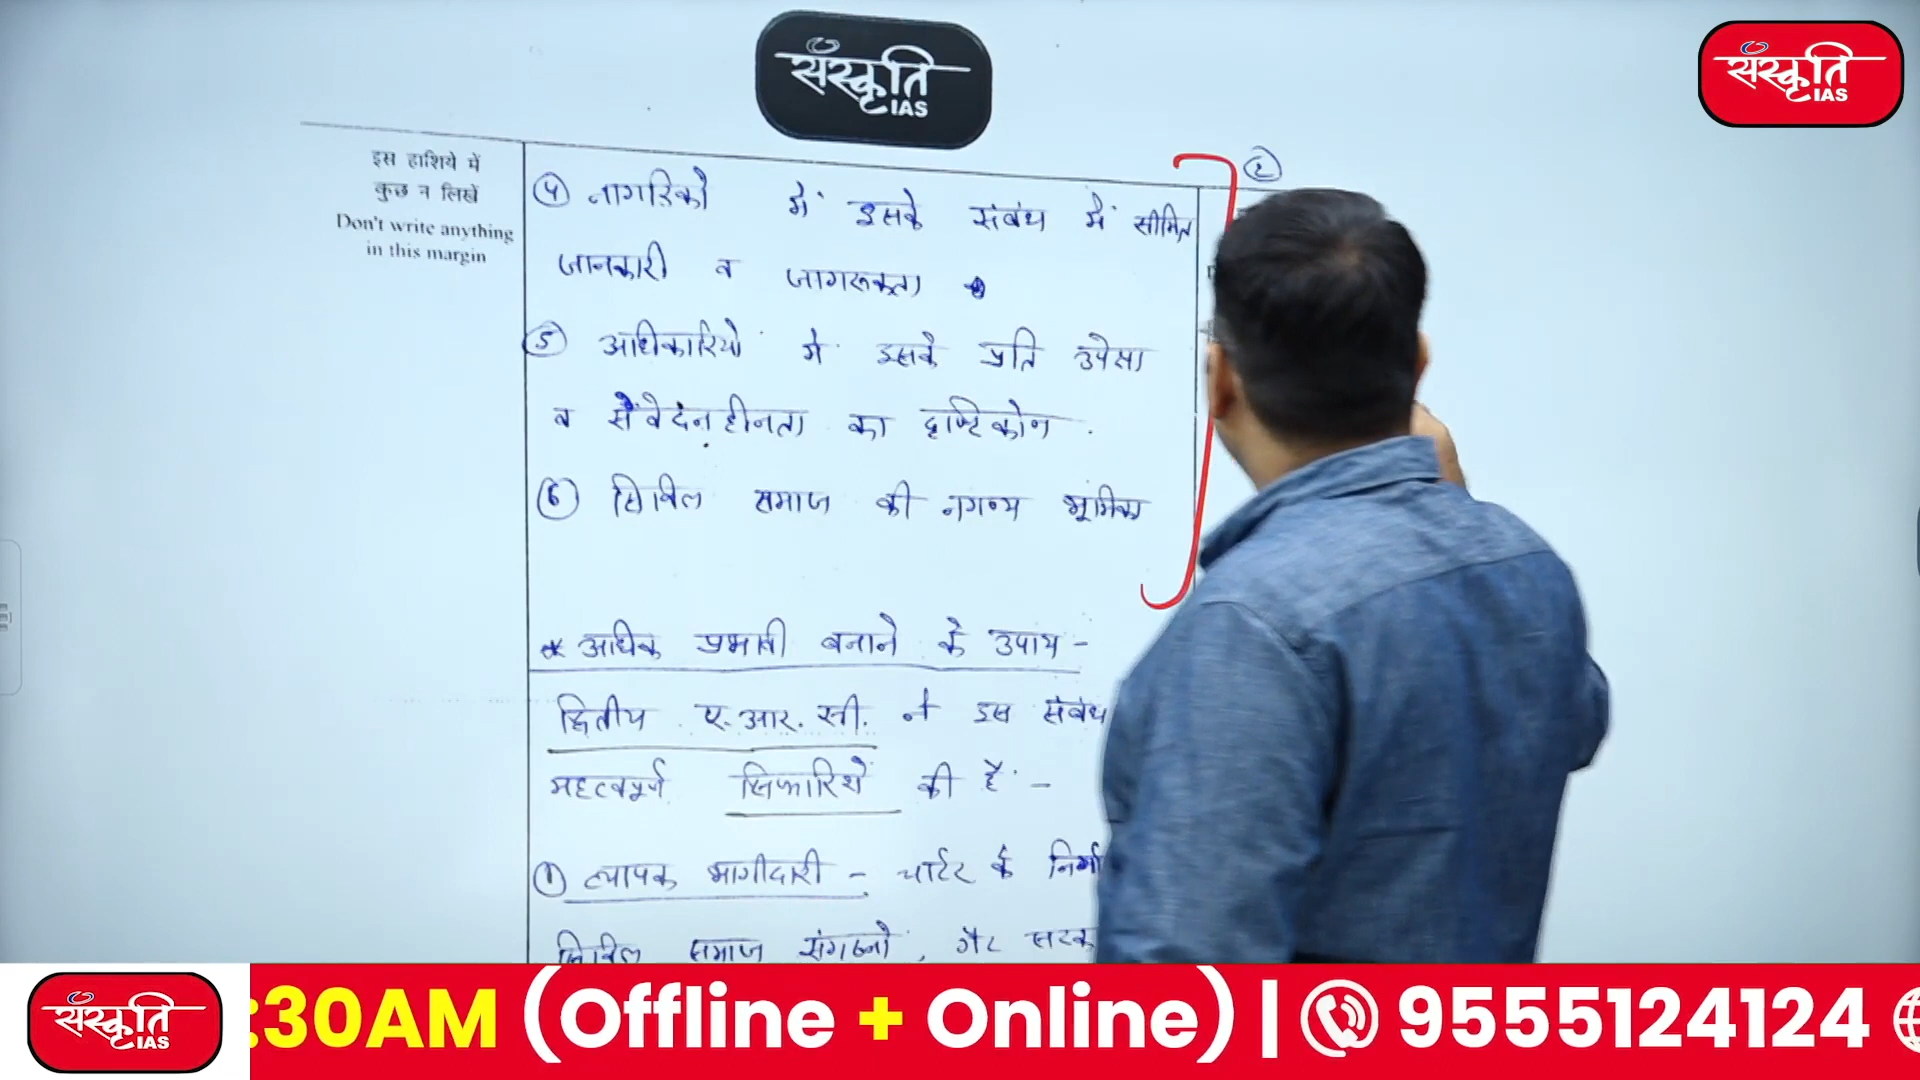 संस्कृति
IAS
संस्कृति
IAS
इस हाशिये में
कुछ न लिखें
Don't write anything
in this margin
④ नागरिको में इसके संबंध में सीमित
जानकारी व जागरूकता
⑤ अधिकारियो में इसके प्रति उपेक्षा
व संवेदनहीनता का दृष्टिकोन.
⑥ सिविल समाज की नगण्य भूमिका
* अधिक प्रभावी बनाने के उपाय -
द्वितीय ए.आर.सी. ने इस संबंध
महत्वपूर्ण सिफारिशें की हैं -
① व्यापक भागीदारी - चार्टर के
सिविल समाज संगठनो, गैर
संस्कृति
IAS
:30AM (Offline + Online) | 9555124124